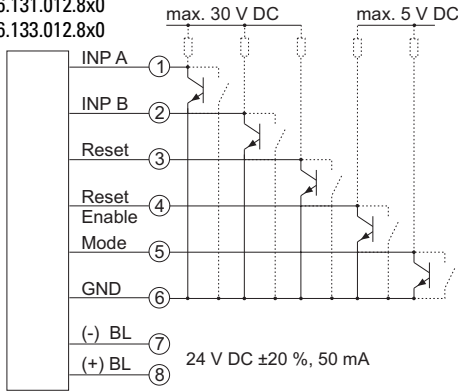 6.131.012.8x0
6.133.012.8x0
max. 30 V DC
max. 5 V DC
INP A
1
INP B
2
Reset
3
Reset
Enable
4
Mode
5
GND
6
(-) BL
7
(+) BL
8
24 V DC ±20 %, 50 mA